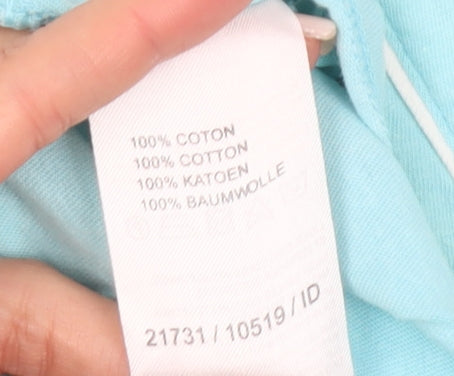 100% COTON
100% COTTON
100% KATOEN
100% BAUMWOLLE
21731 / 10519 / ID